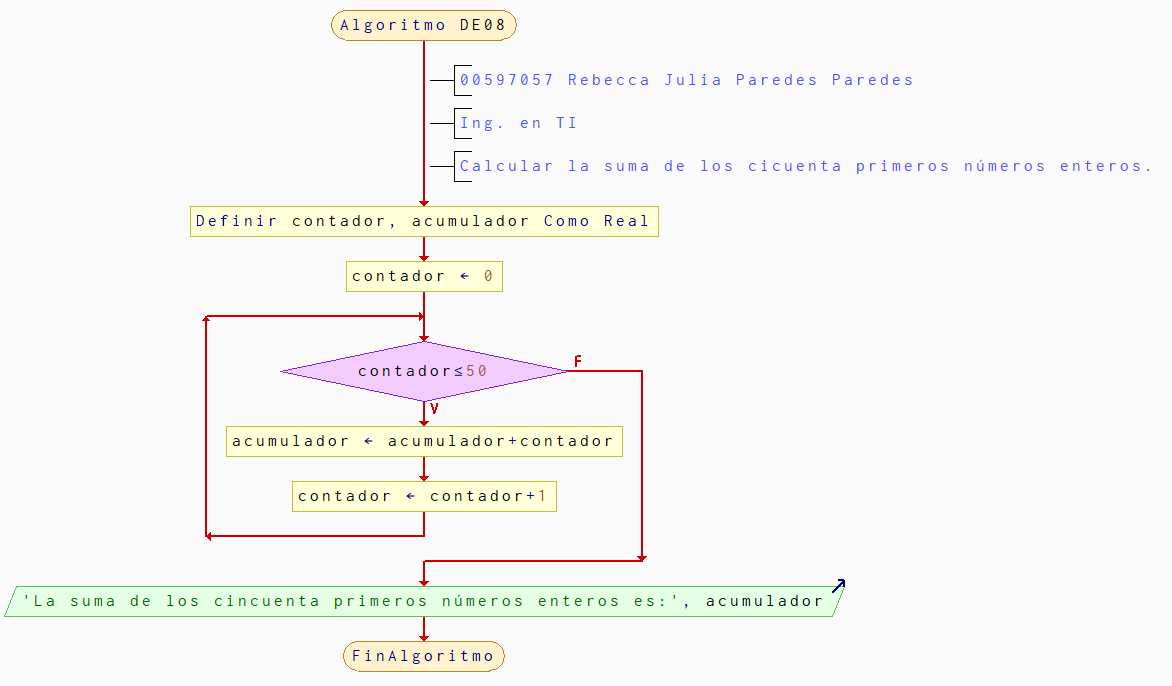 Algoritmo DE08
00597057 Rebecca Julia Paredes Paredes
Ing. en TI
Calcular la suma de los cicuenta primeros números enteros.
Definir contador, acumulador Como Real
contador ← 0
contador≤50
F
V
acumulador ← acumulador+contador
contador ← contador+1
'La suma de los cincuenta primeros números enteros es:', acumulador
FinAlgoritmo